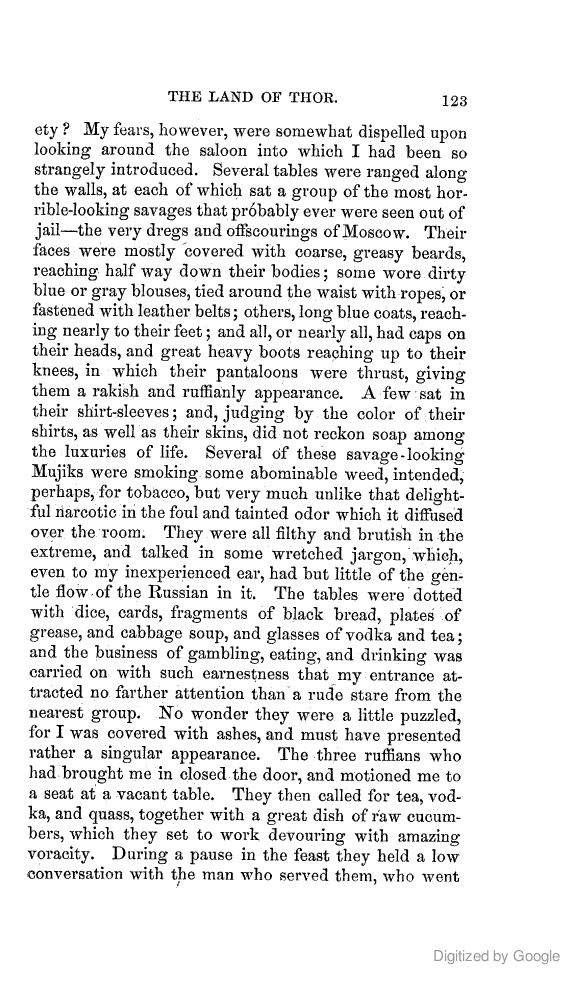 THE LAND OF THOR. 123
ety? My fears, however, were somewhat dispelled upon
looking around the saloon into which I had been so
strangely introduced. Several tables were ranged along
the walls, at each of which sat a group of the most hor-
rible-looking savages that próbably ever were seen out of
jail—the very dregs and offscourings of Moscow. Their
faces were mostly covered with coarse, greasy beards,
reaching half way down their bodies; some wore dirty
blue or gray blouses, tied around the waist with ropes, or
fastened with leather belts; others, long blue coats, reach-
ing nearly to their feet; and all, or nearly all, had caps on
their heads, and great heavy boots reaching up to their
knees, in which their pantaloons were thrust, giving
them a rakish and ruffianly appearance. A few sat in
their shirt-sleeves; and, judging by the color of their
shirts, as well as their skins, did not reckon soap among
the luxuries of life. Several of these savage-looking
Mujiks were smoking some abominable weed, intended,
perhaps, for tobacco, but very much unlike that delight-
ful narcotic in the foul and tainted odor which it diffused
over the room. They were all filthy and brutish in the
extreme, and talked in some wretched jargon, which,
even to my inexperienced ear, had but little of the gen-
tle flow of the Russian in it. The tables were dotted
with dice, cards, fragments of black bread, plates of
grease, and cabbage soup, and glasses of vodka and tea;
and the business of gambling, eating, and drinking was
carried on with such earnestness that my entrance at-
tracted no farther attention than a rude stare from the
nearest group. No wonder they were a little puzzled,
for I was covered with ashes, and must have presented
rather a singular appearance. The three ruffians who
had brought me in closed the door, and motioned me to
a seat at a vacant table. They then called for tea, vod-
ka, and quass, together with a great dish of raw cucum-
bers, which they set to work devouring with amazing
voracity. During a pause in the feast they held a low
conversation with the man who served them, who went
Digitized by Google